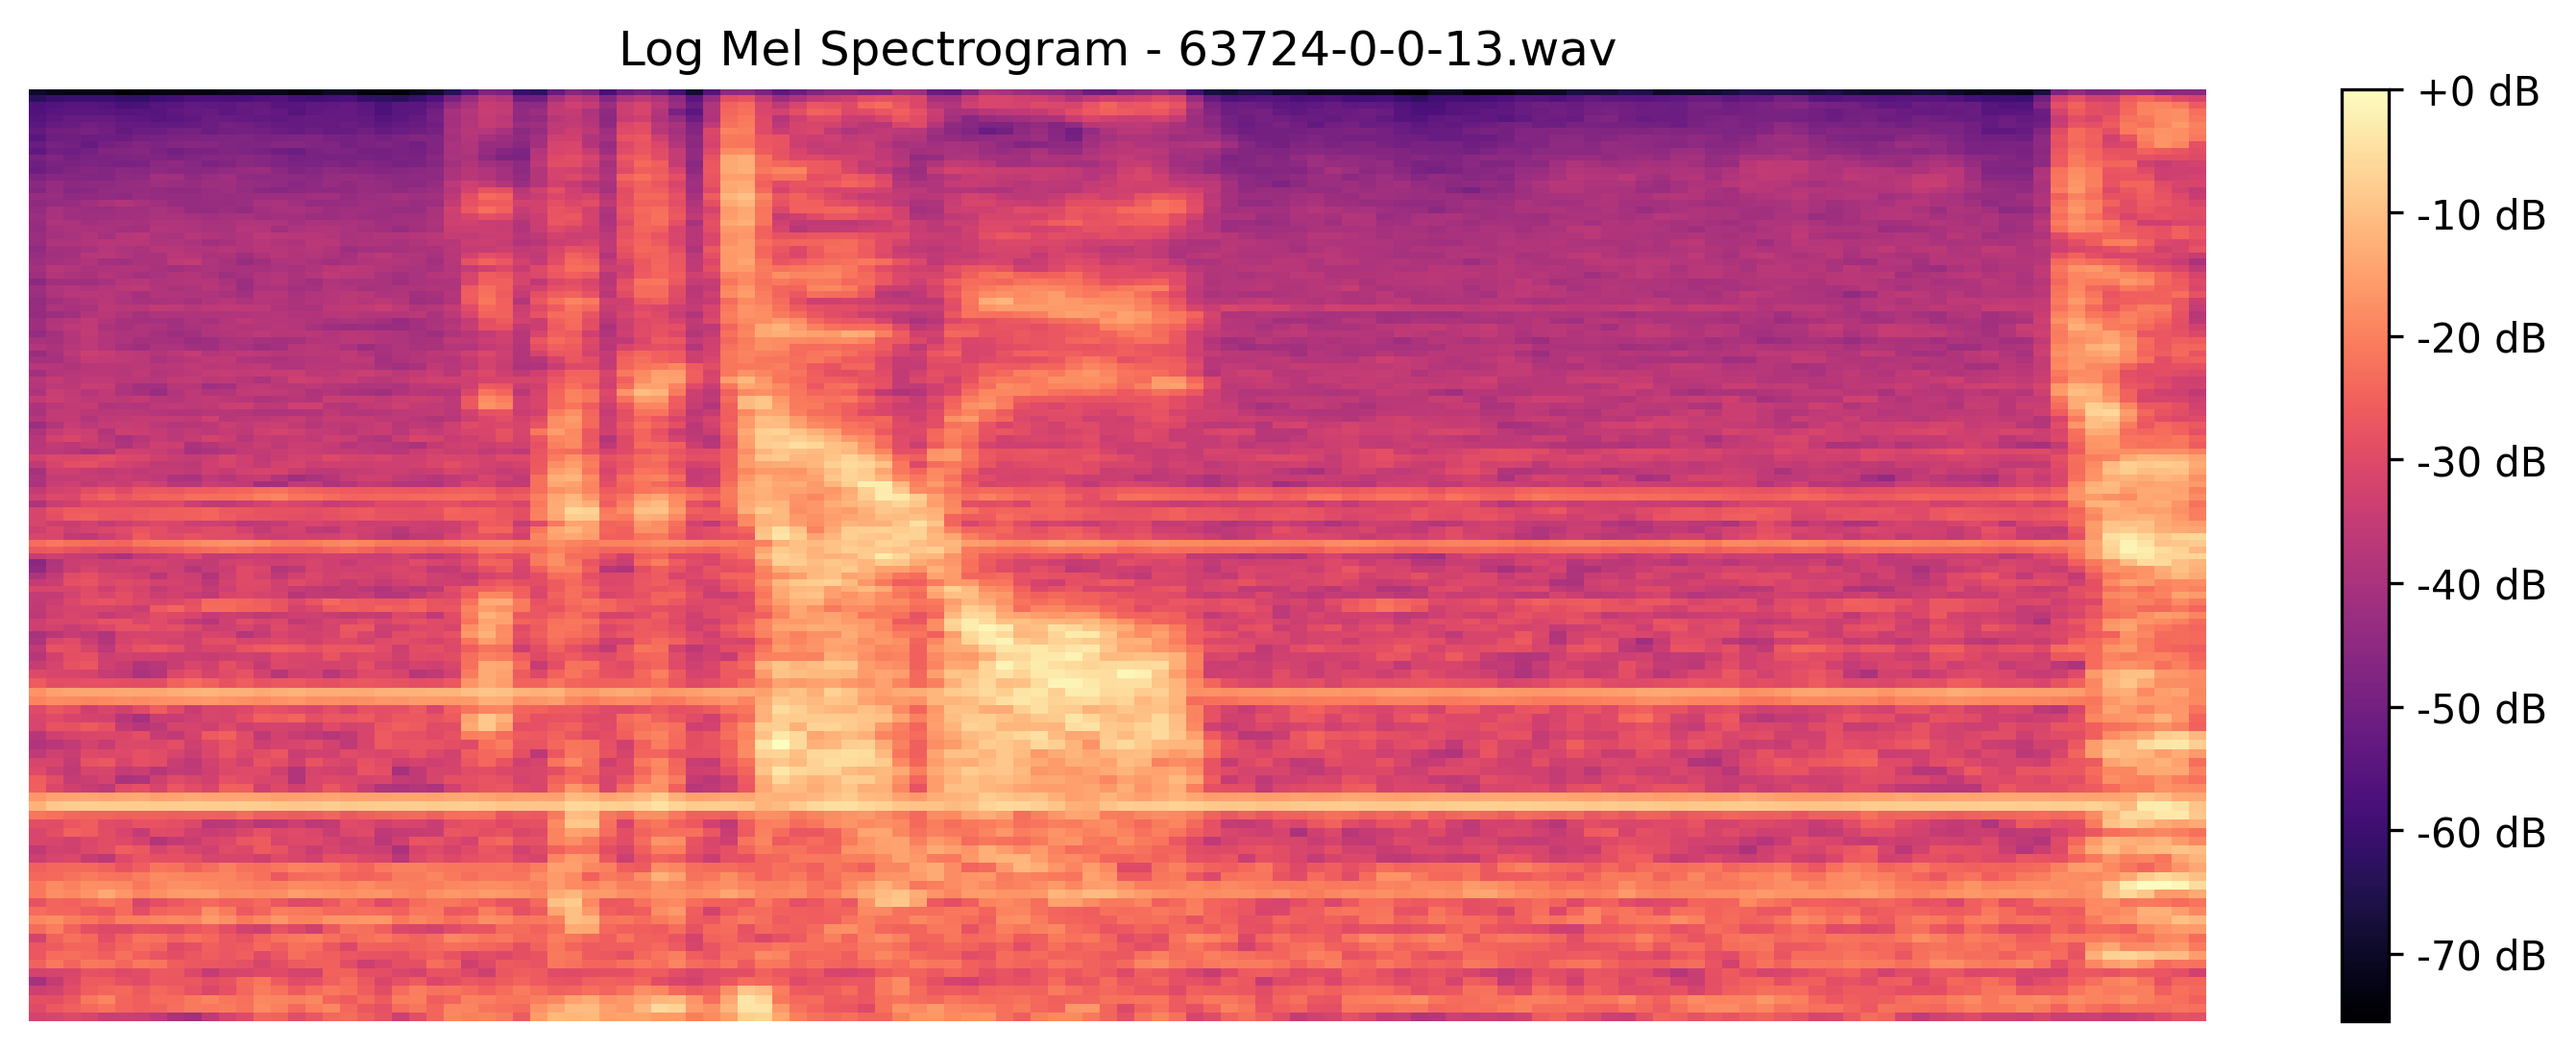 Log Mel Spectrogram - 63724-0-0-13.wav
+0 dB
-10 dB
-20 dB
-30 dB
-40 dB
-50 dB
-60 dB
-70 dB